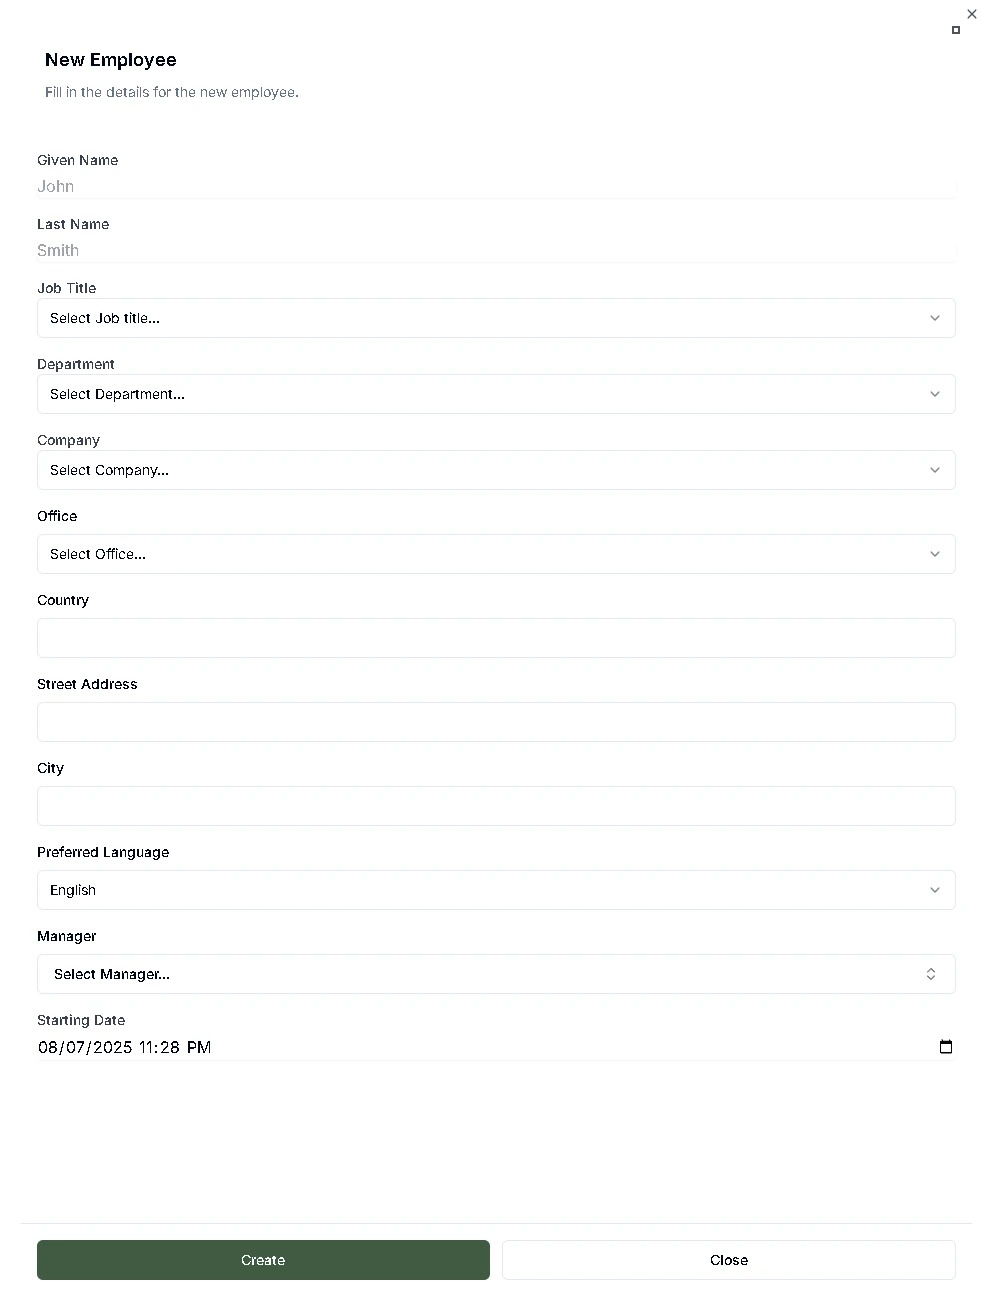 New Employee
Fill in the details for the new employee.
Given Name
John
Last Name
Smith
Job Title
Select Job title...
Department
Select Department...
Company
Select Company...
Office
Select Office...
Country
Street Address
City
Preferred Language
English
Manager
Select Manager...
Starting Date
08/07/2025 11:28 PM
Create
Close